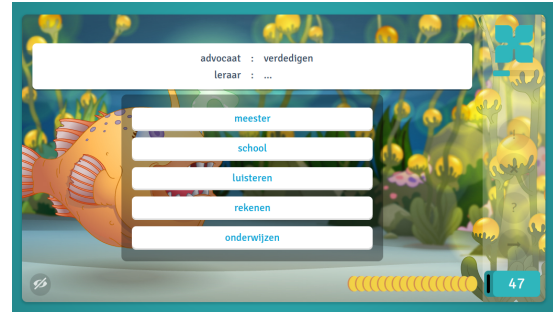 advocaat : verdedigen
leraar : ...
meester
school
luisteren
rekenen
onderwijzen
?
47